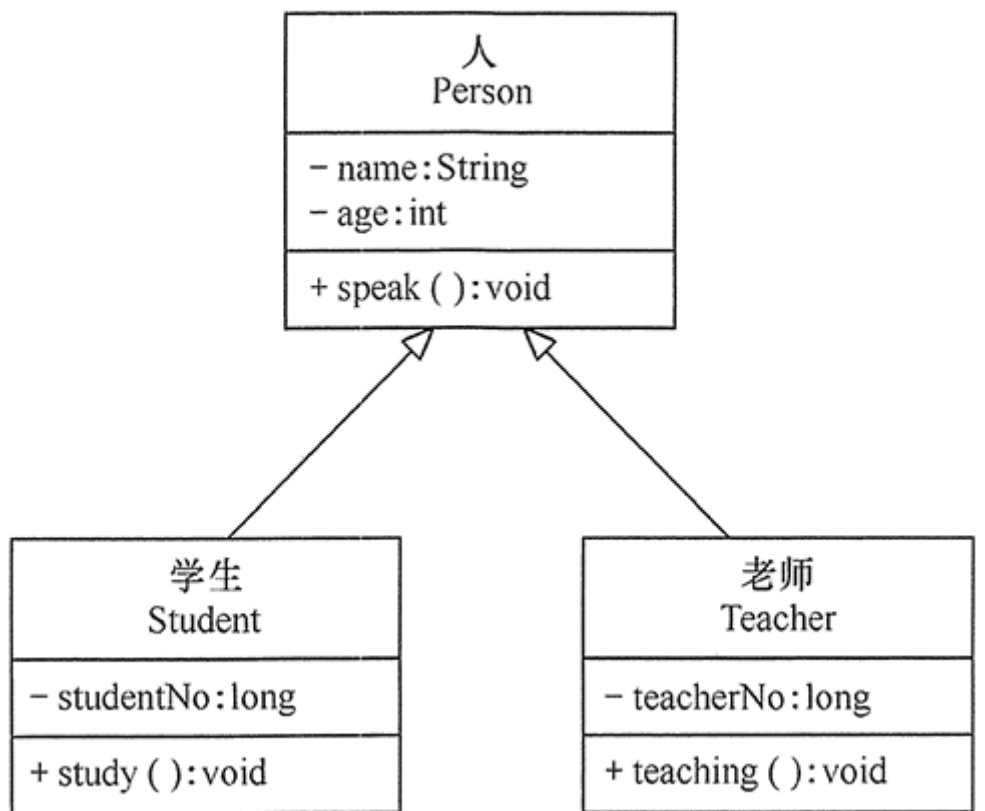 人
Person
− name:String
− age:int
+ speak ( ):void
学生
Student
− studentNo:long
+ study ( ):void
老师
Teacher
− teacherNo:long
+ teaching ( ):void